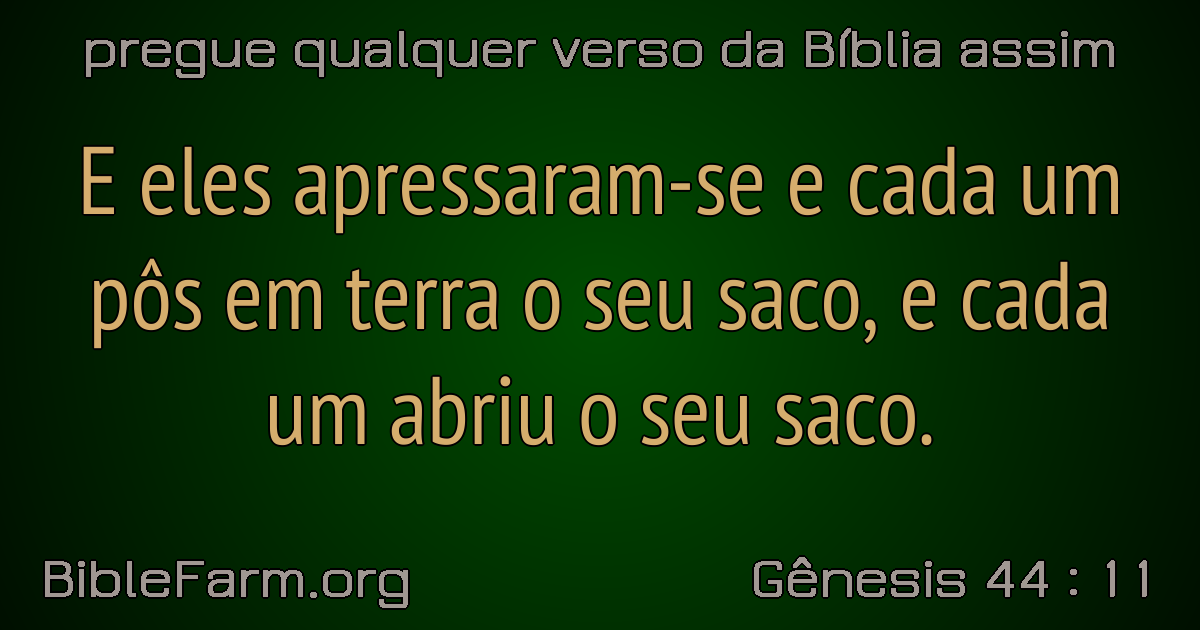 pregue qualquer verso da Bíblia assim
E eles apressaram-se e cada um
pôs em terra o seu saco, e cada
um abriu o seu saco.
BibleFarm.org
Gênesis 44 : 11